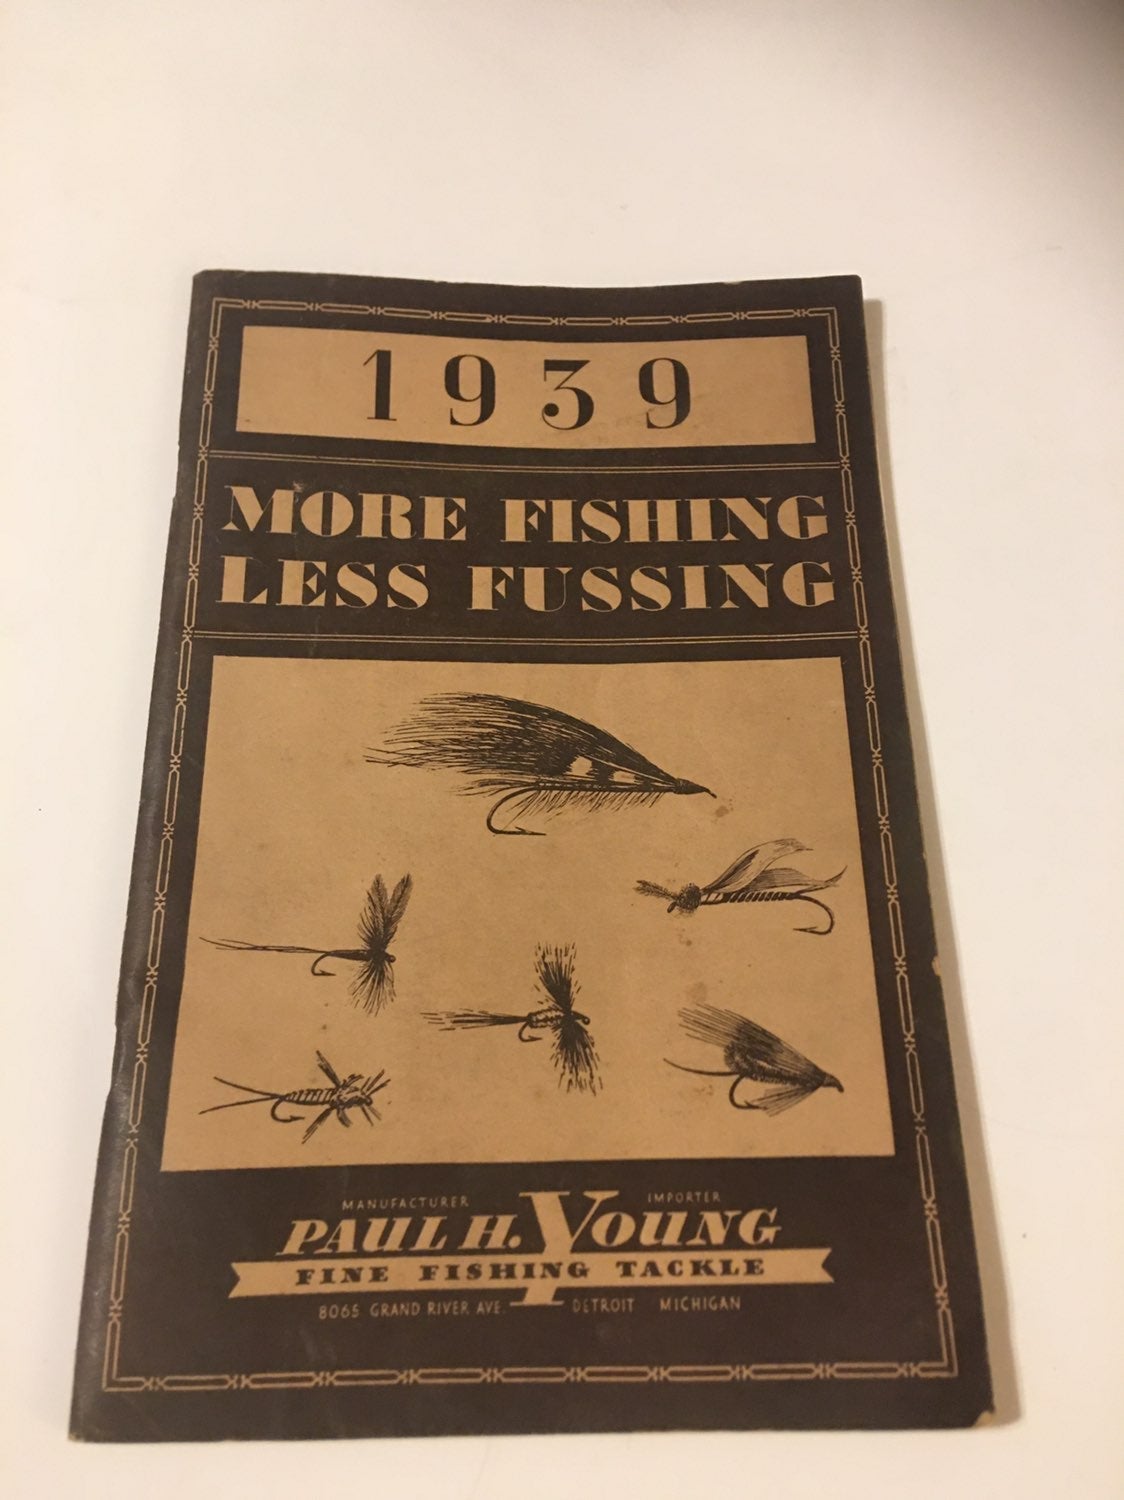 1939
MORE FISHING
LESS FUSSING
MANUFACTURER IMPORTER
PAUL H. YOUNG
FINE FISHING TACKLE
8065 GRAND RIVER AVE. DETROIT MICHIGAN